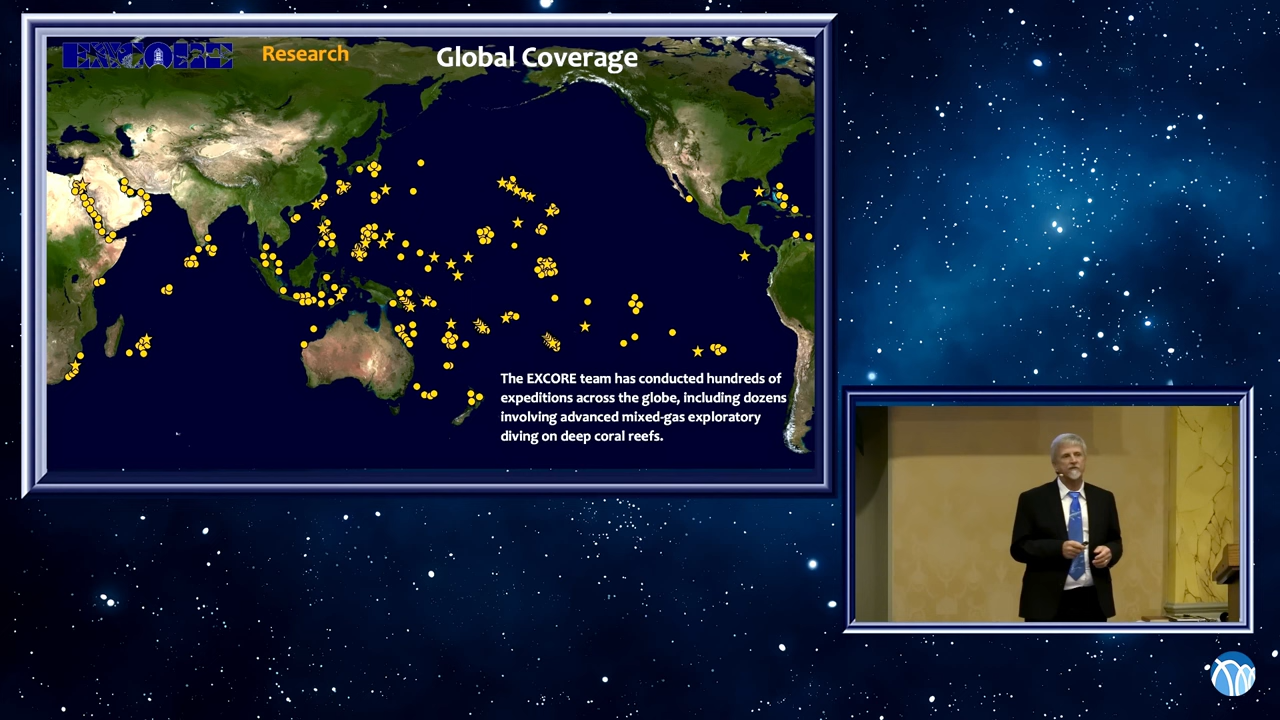 EXCORE
Research
Global Coverage
The EXCORE team has conducted hundreds of
expeditions across the globe, including dozens
involving advanced mixed-gas exploratory
diving on deep coral reefs.